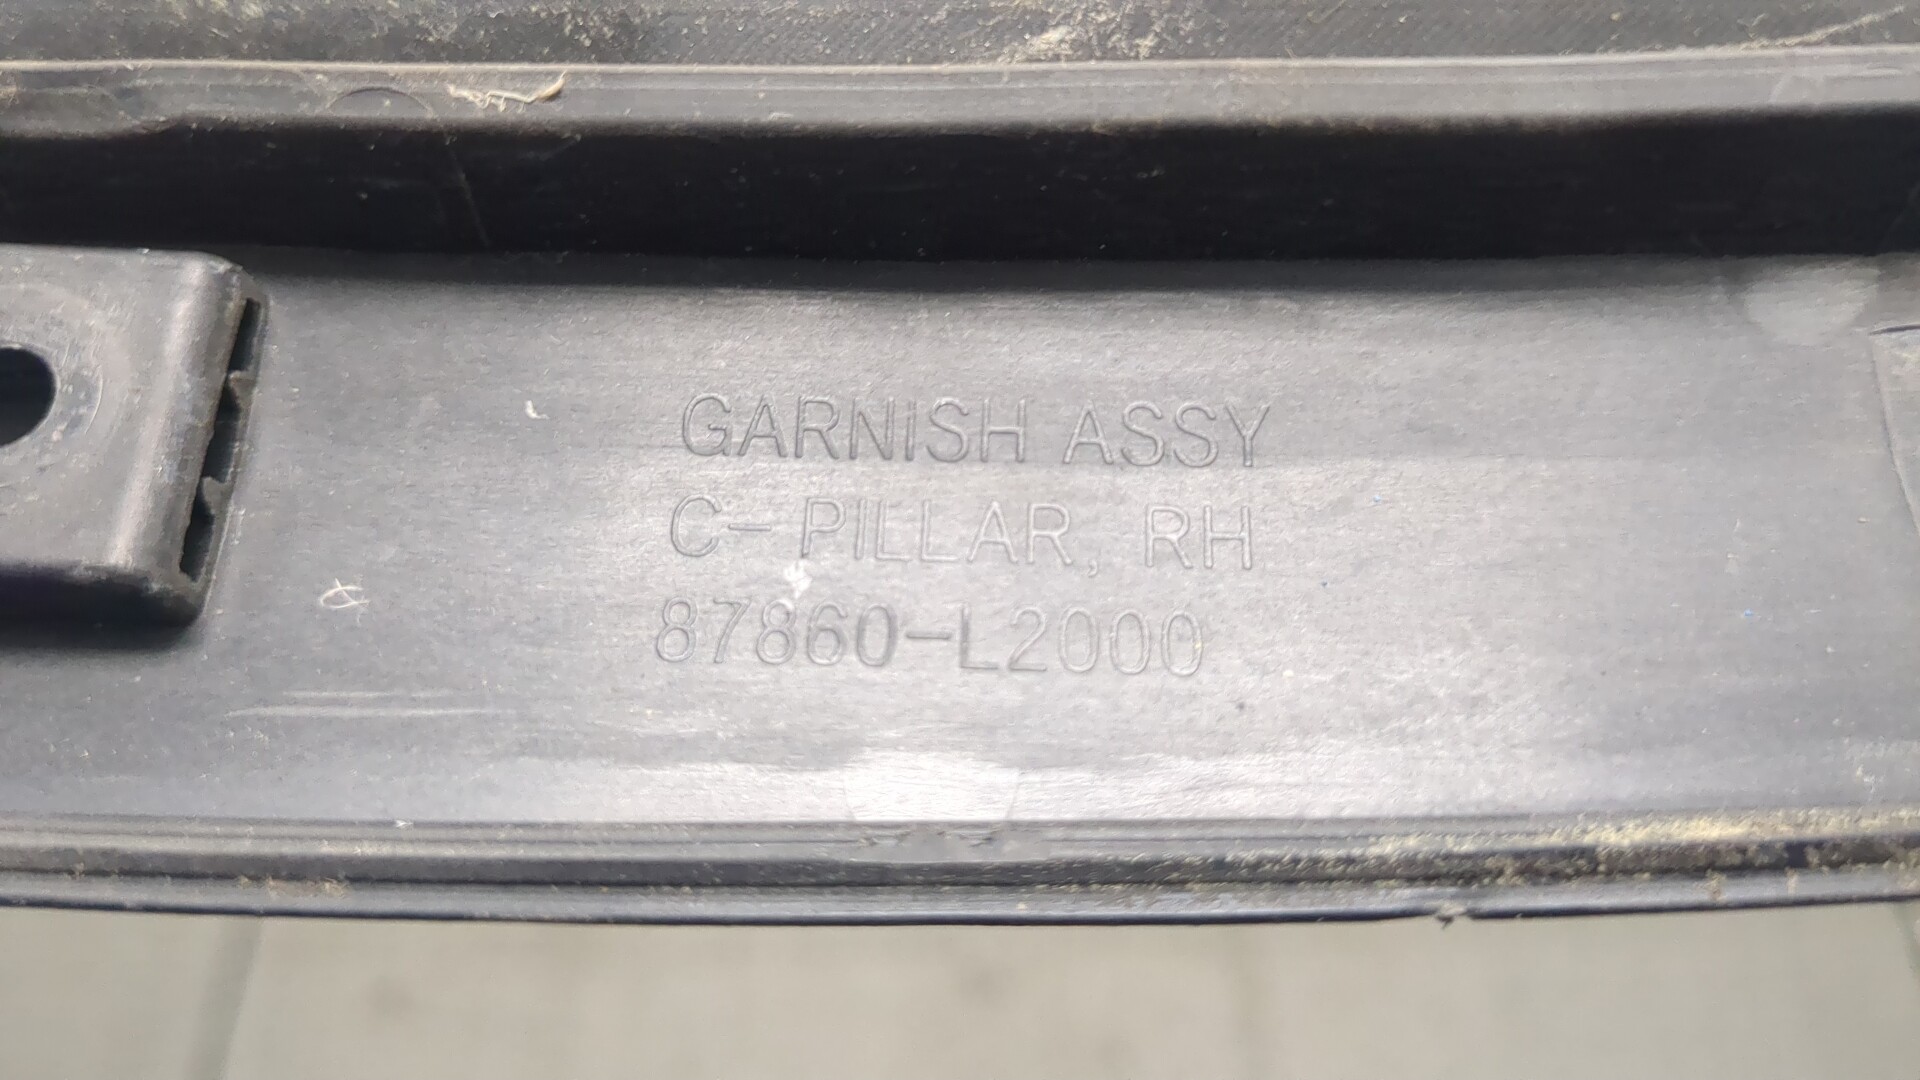 GARNISH ASSY
C-PILLAR, RH
87860-L2000